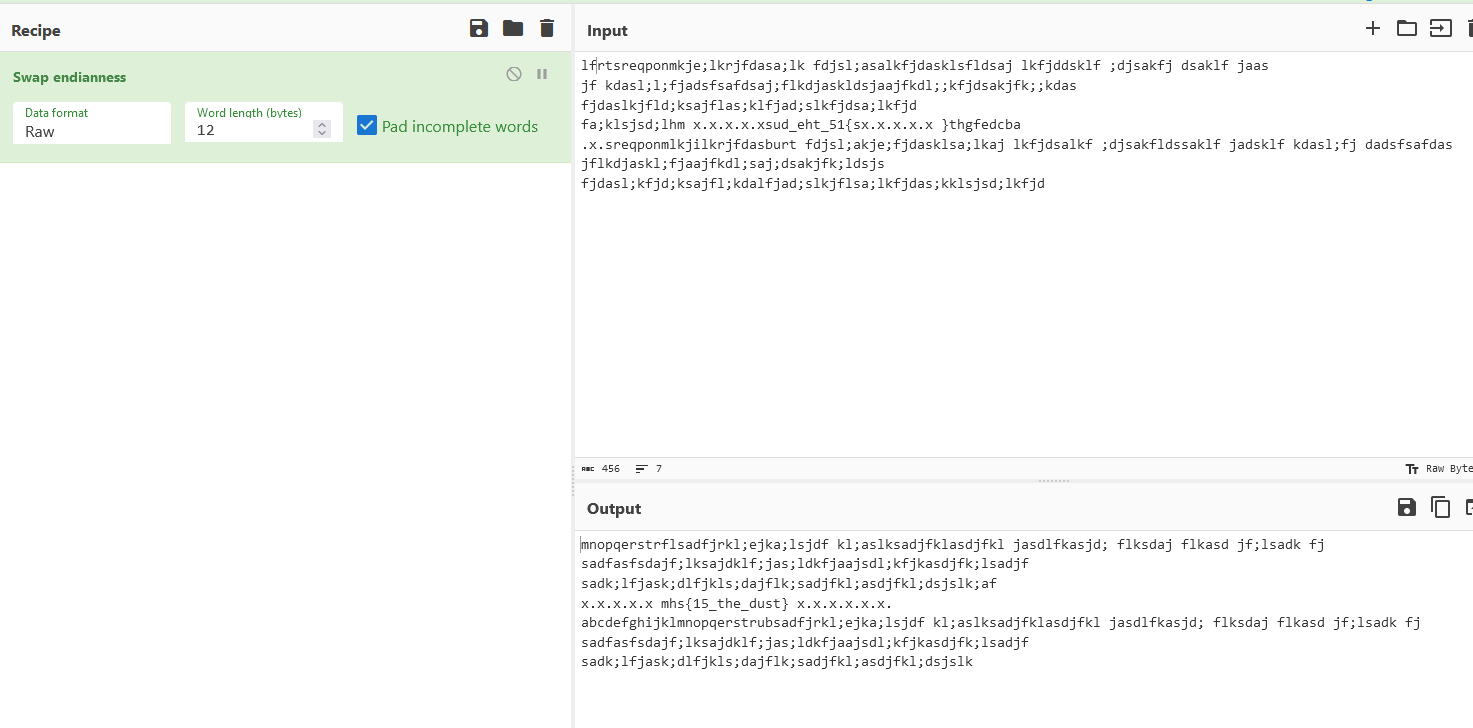 Recipe
Swap endianness
Data format
Raw
Word length (bytes)
12
Pad incomplete words
Input
lfrtsreqponmkje;lkrjfdasa;lk fdjsl;asalkfjdasklsfldsaj lkfjddsklf ;djsakfj dsaklf jaas
jf kdasl;l;fjadsfsafdsaj;flkdjaskldsjaajfkdl;;kfjdsakjfk;;kdas
fjdaslkjfld;ksajflas;klfjad;slkfjdsa;lkfjd
fa;klsjsd;lhm x.x.x.x.xsud_eht_51{sx.x.x.x.x }thgfedcba
.x.sreqponmlkjilkrjfdasburt fdjsl;akje;fjdasklsa;lkaj lkfjdsalkf ;djsakfldssaklf jadsklf kdasl;fj dadsfsafdas
jflkdjaskl;fjaajfkdl;saj;dsakjfk;ldsjs
fjdasl;kfjd;ksajfl;kdalfjad;slkjflsa;lkfjdas;kklsjsd;lkfjd
ABC 456 7
Raw Byte
Output
mnopqerstrflsadfjrkl;ejka;lsjdf kl;aslksadjfklasdjfkl jasdlfkasjd; flksdaj flkasd jf;lsadk fj
sadfasfsdajf;lksajdklf;jas;ldkfjaajsdl;kfjkasdjfk;lsadjf
sadk;lfjask;dlfjkls;dajflk;sadjfkl;asdjfkl;dsjslk;af
x.x.x.x.x mhs{15_the_dust} x.x.x.x.x.x.
abcdefghijklmnopqerstrubsadfjrkl;ejka;lsjdf kl;aslksadjfklasdjfkl jasdlfkasjd; flksdaj flkasd jf;lsadk fj
sadfasfsdajf;lksajdklf;jas;ldkfjaajsdl;kfjkasdjfk;lsadjf
sadk;lfjask;dlfjkls;dajflk;sadjfkl;asdjfkl;dsjslk